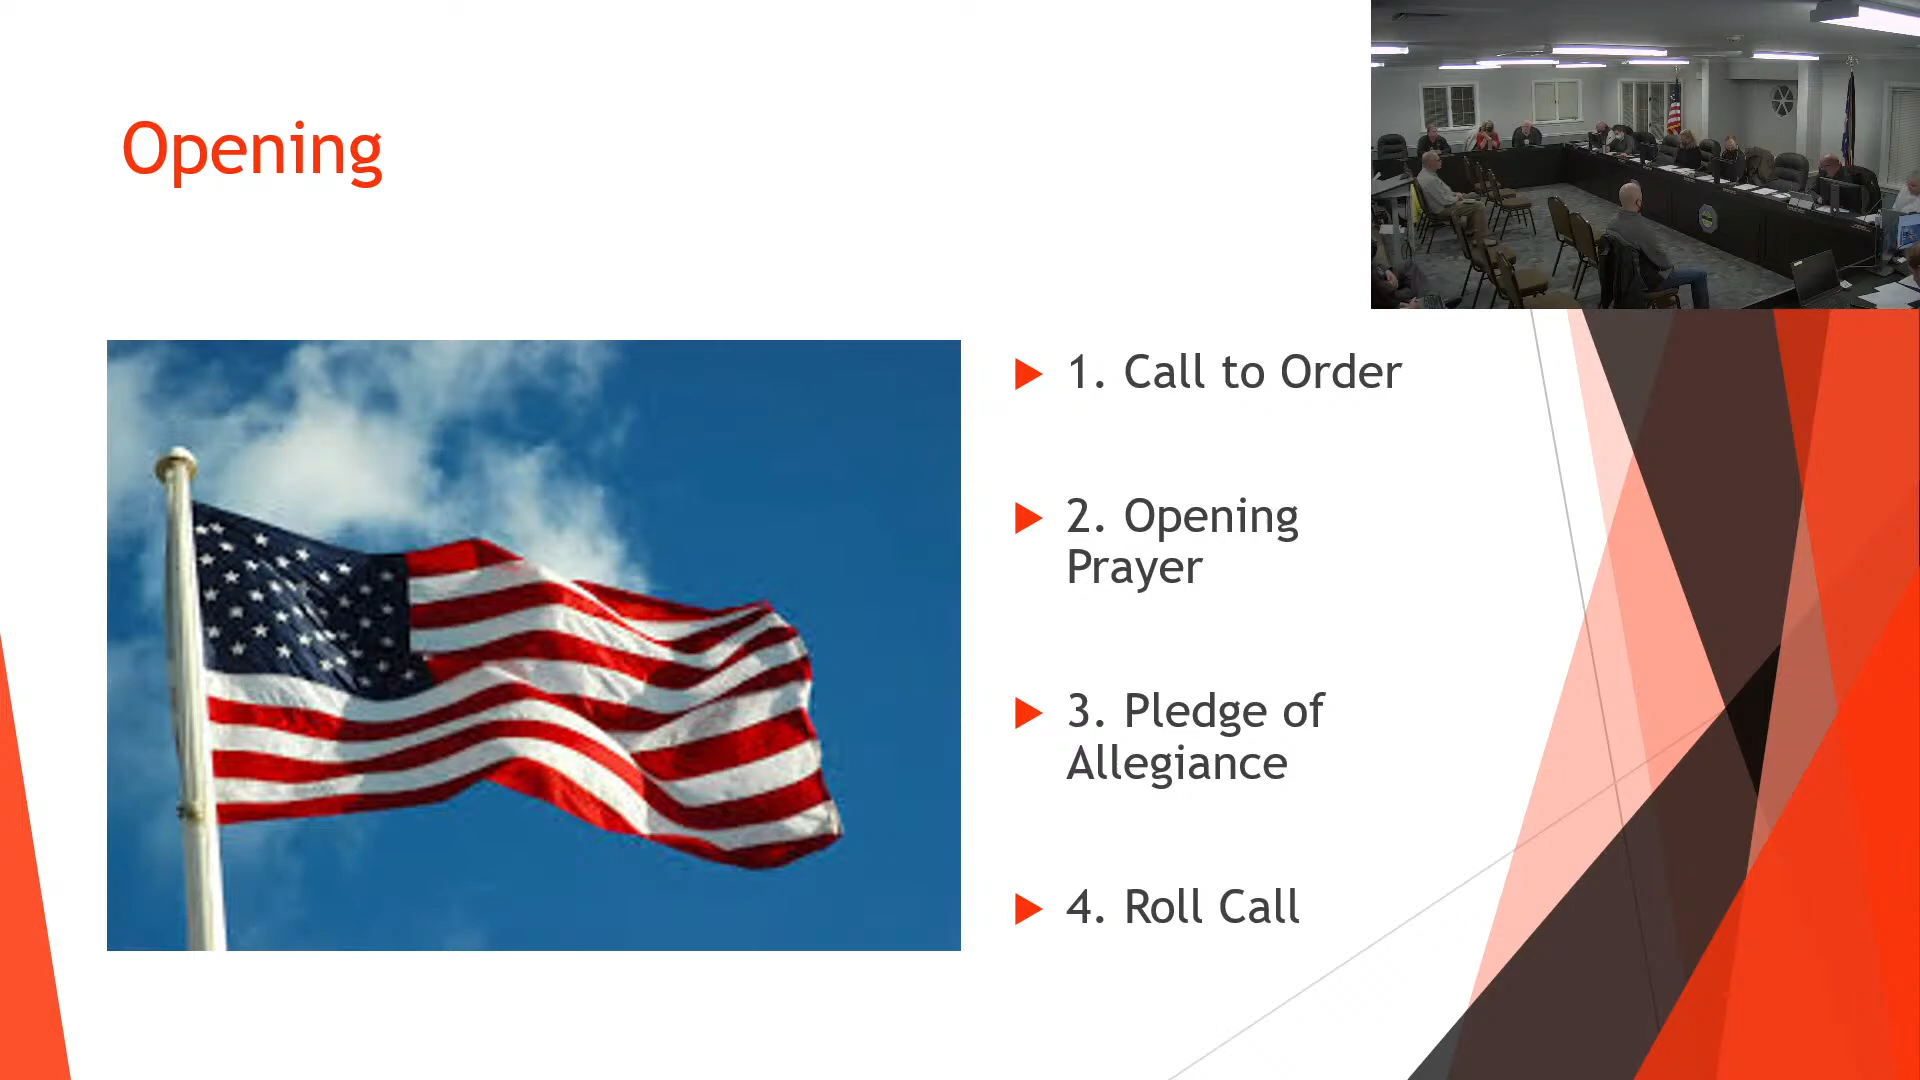 Opening
1. Call to Order
2. Opening
Prayer
3. Pledge of
Allegiance
4. Roll Call